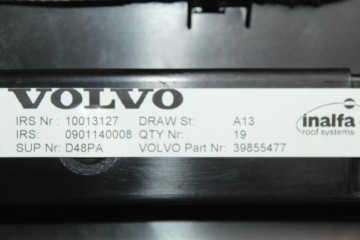 VOLVO
IRS Nr : 10013127 DRAW St: A13
IRS: 0901140008 QTY Nr: 19
SUP Nr: D48PA VOLVO Part Nr: 39855477
inalfa
roof systems